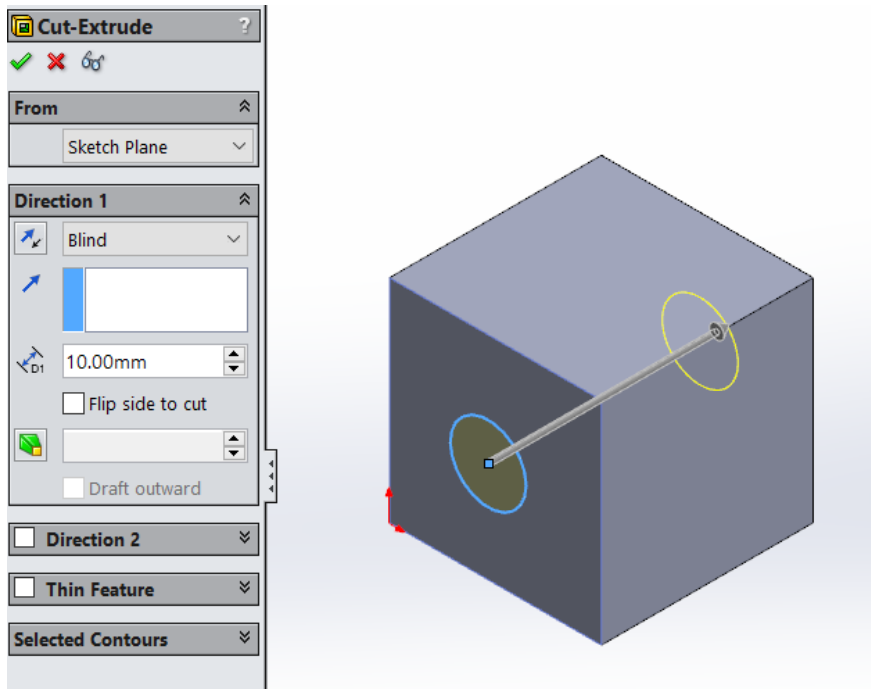 Cut-Extrude ?
From
Sketch Plane
Direction 1
Blind
D1 10.00mm
Flip side to cut
Draft outward
Direction 2
Thin Feature
Selected Contours